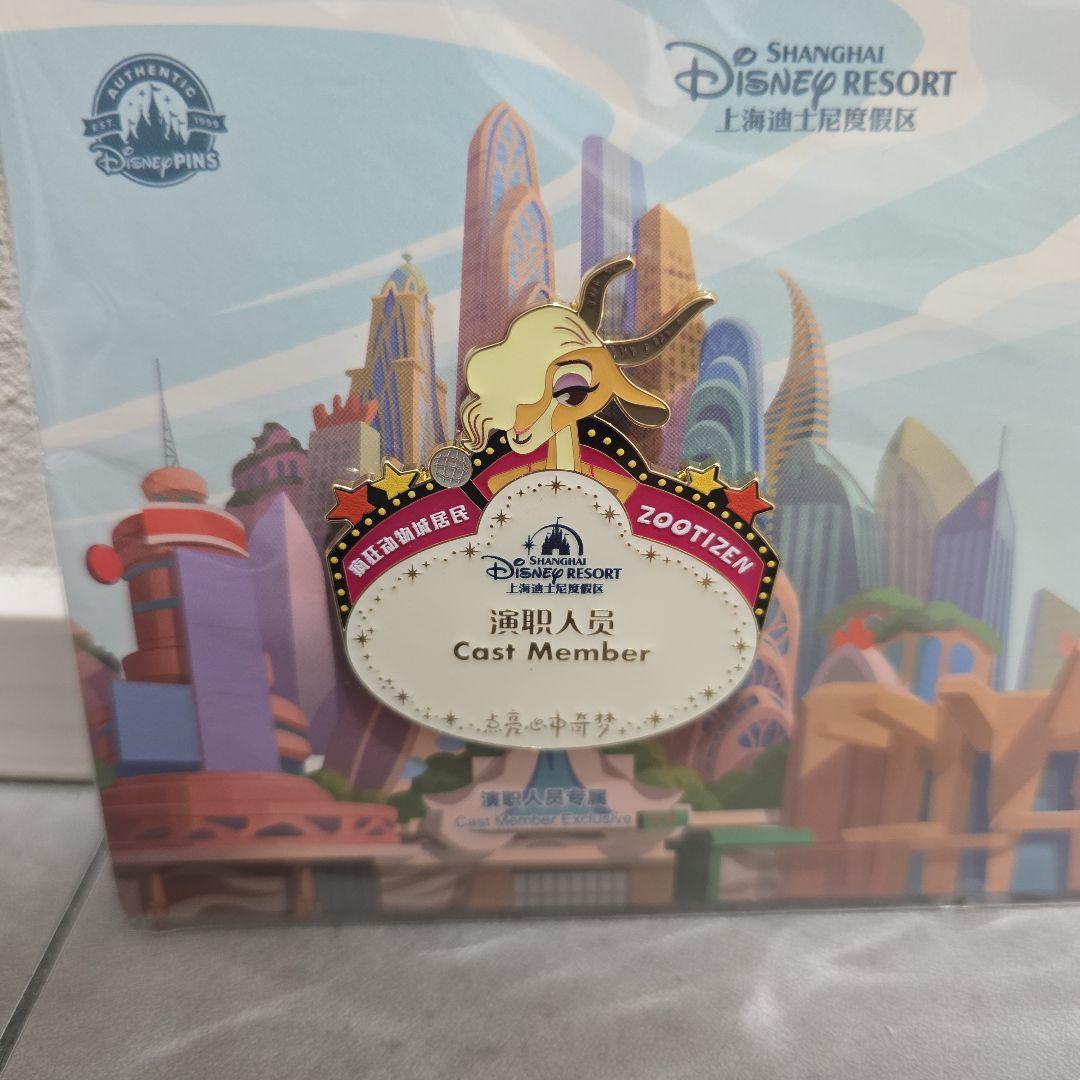 AUTHENTIC
EST. 1999
Disney PINS
SHANGHAI
Disney RESORT
上海迪士尼度假区
疯狂动物城居民
ZOOTIZEN
SHANGHAI
Disney RESORT
上海迪士尼度假区
演职人员
Cast Member
点亮心中奇梦
演职人员专属
Cast Member Exclusive